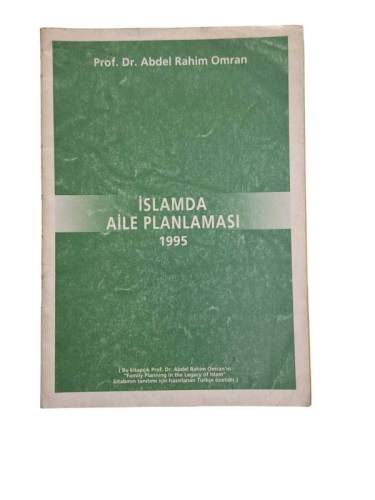 Prof. Dr. Abdel Rahim Omran
İSLAMDA
AİLE PLANLAMASI
1995
( Bu kitapçık Prof. Dr. Abdel Rahim Omran'ın
"Family Planning in the Legacy of Islam"
kitabının tanıtımı için hazırlanan Türkçe özetidir )